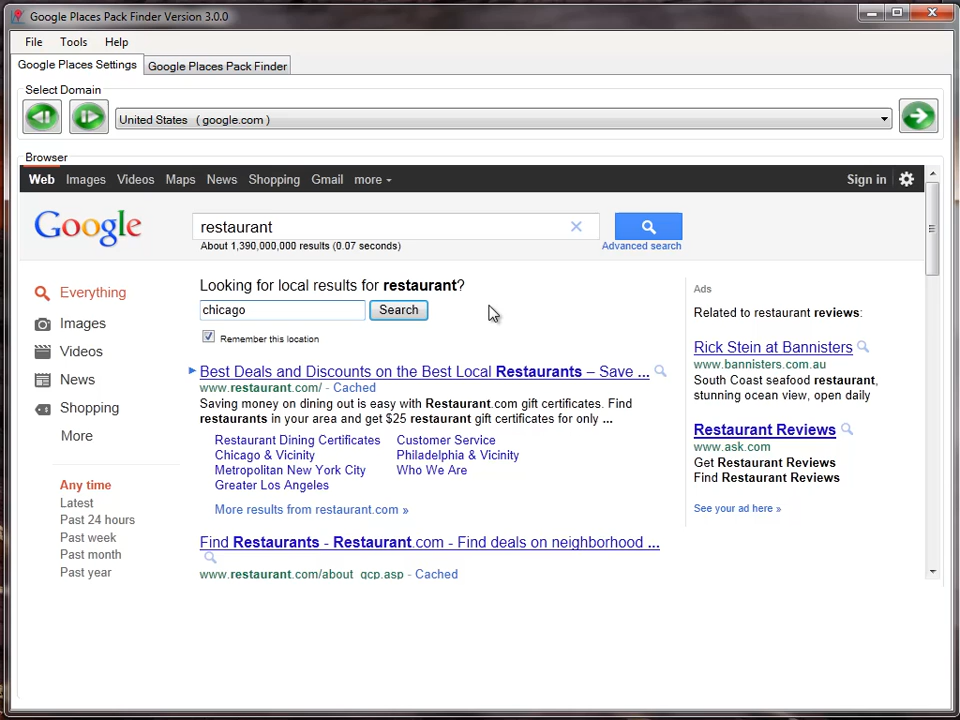 Google Places Pack Finder Version 3.0.0
File Tools Help
Google Places Settings Google Places Pack Finder
Select Domain
United States ( google.com )
Browser
Web Images Videos Maps News Shopping Gmail more Sign in
Google restaurant
About 1,390,000,000 results (0.07 seconds) Advanced search
Looking for local results for restaurant?
chicago Search
Remember this location
Everything
Images
Videos
News
Shopping
More
Any time
Latest
Past 24 hours
Past week
Past month
Past year
Best Deals and Discounts on the Best Local Restaurants – Save ...
www.restaurant.com/ - Cached
Saving money on dining out is easy with Restaurant.com gift certificates. Find
restaurants in your area and get $25 restaurant gift certificates for only ...
Restaurant Dining Certificates Customer Service
Chicago & Vicinity Philadelphia & Vicinity
Metropolitan New York City Who We Are
Greater Los Angeles
More results from restaurant.com »
Find Restaurants - Restaurant.com - Find deals on neighborhood ...
www.restaurant.com/about_gcp.asp - Cached
Ads
Related to restaurant reviews:
Rick Stein at Bannisters
www.bannisters.com.au
South Coast seafood restaurant,
stunning ocean view, open daily
Restaurant Reviews
www.ask.com
Get Restaurant Reviews
Find Restaurant Reviews
See your ad here »